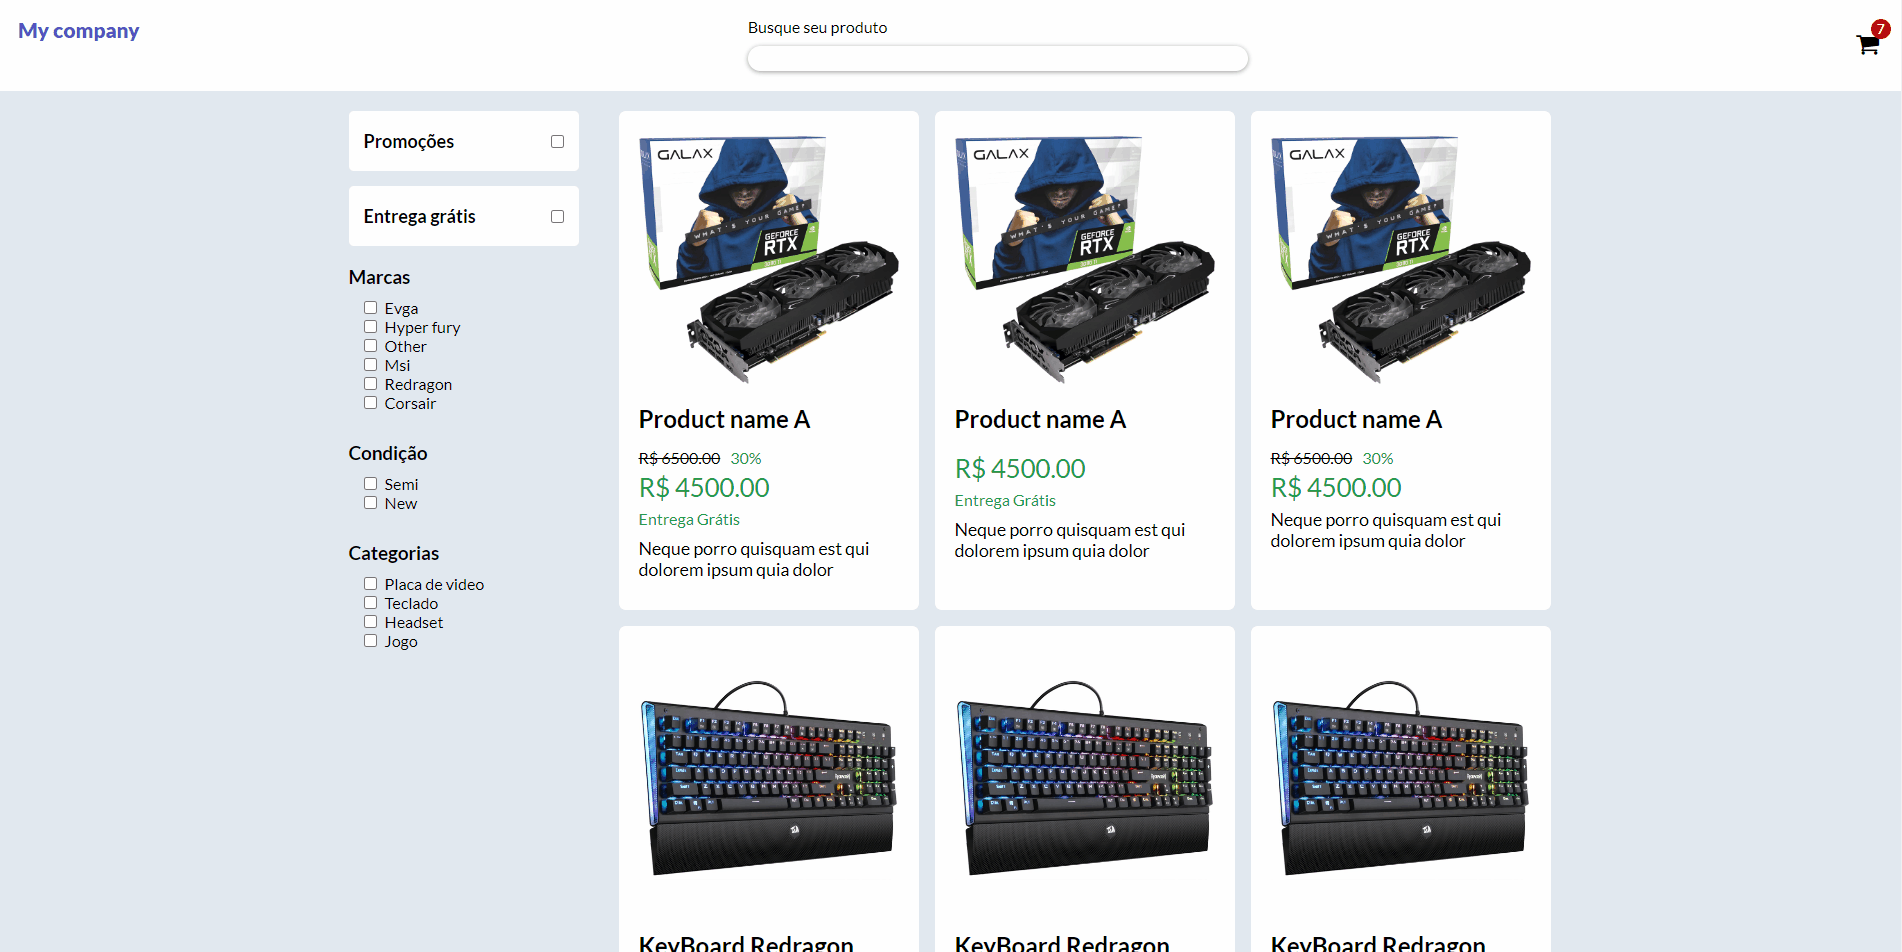 My company
Busque seu produto
7
Promoções
Entrega grátis
Marcas
Evga
Hyper fury
Other
Msi
Redragon
Corsair
Condição
Semi
New
Categorias
Placa de video
Teclado
Headset
Jogo
GALAX
WHAT'S YOUR GAME?
GEFORCE
RTX
Product name A
R$ 6500.00 30%
R$ 4500.00
Entrega Grátis
Neque porro quisquam est qui
dolorem ipsum quia dolor
GALAX
WHAT'S YOUR GAME?
GEFORCE
RTX
Product name A
R$ 4500.00
Entrega Grátis
Neque porro quisquam est qui
dolorem ipsum quia dolor
GALAX
WHAT'S YOUR GAME?
GEFORCE
RTX
Product name A
R$ 6500.00 30%
R$ 4500.00
Neque porro quisquam est qui
dolorem ipsum quia dolor
KeyBoard Redragon
KeyBoard Redragon
KeyBoard Redragon